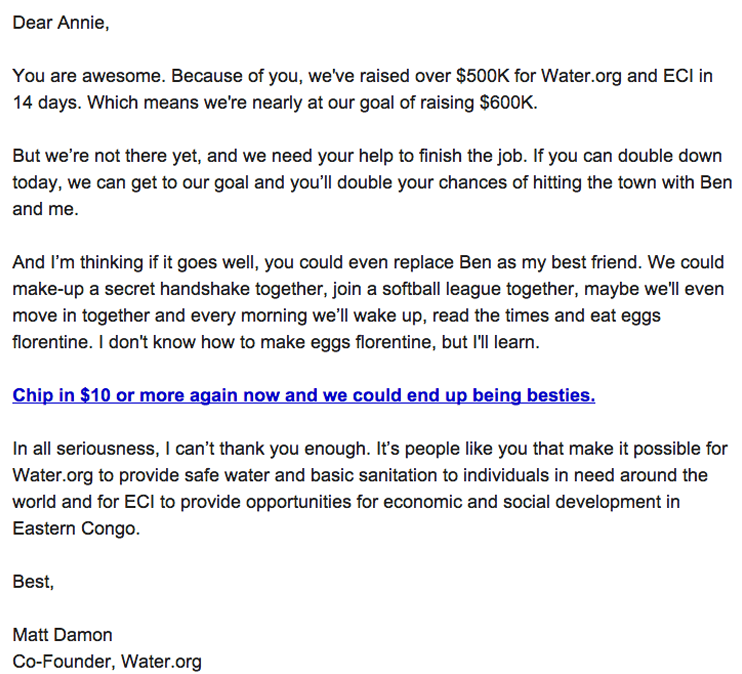 Dear Annie,
You are awesome. Because of you, we've raised over $500K for Water.org and ECI in
14 days. Which means we're nearly at our goal of raising $600K.
But we’re not there yet, and we need your help to finish the job. If you can double down
today, we can get to our goal and you’ll double your chances of hitting the town with Ben
and me.
And I’m thinking if it goes well, you could even replace Ben as my best friend. We could
make-up a secret handshake together, join a softball league together, maybe we'll even
move in together and every morning we’ll wake up, read the times and eat eggs
florentine. I don't know how to make eggs florentine, but I'll learn.
Chip in $10 or more again now and we could end up being besties.
In all seriousness, I can’t thank you enough. It’s people like you that make it possible for
Water.org to provide safe water and basic sanitation to individuals in need around the
world and for ECI to provide opportunities for economic and social development in
Eastern Congo.
Best,
Matt Damon
Co-Founder, Water.org